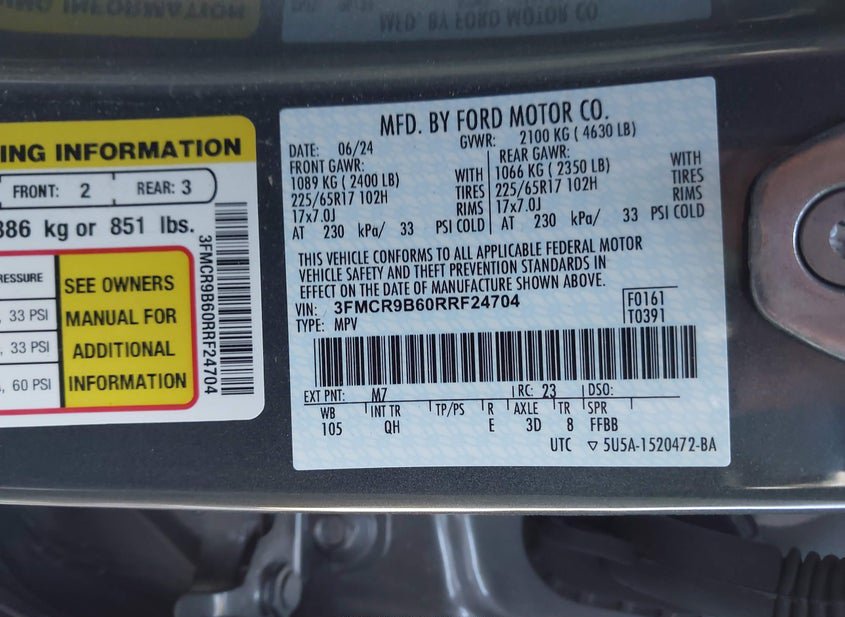 MFD. BY FORD MOTOR CO
ING INFORMATION
FRONT: 2 REAR: 3
386 kg or 851 lbs.
RESSURE
, 33 PSI
, 33 PSI
, 60 PSI
SEE OWNERS
MANUAL FOR
ADDITIONAL
INFORMATION
3FMCR9B60RRF24704
MFD. BY FORD MOTOR CO.
DATE: 06/24 GVWR: 2100 KG ( 4630 LB)
FRONT GAWR: REAR GAWR:
1089 KG ( 2400 LB) WITH 1066 KG ( 2350 LB) WITH
225/65R17 102H TIRES 225/65R17 102H TIRES
17x7.0J RIMS 17x7.0J RIMS
AT 230 kPa/ 33 PSI COLD AT 230 kPa/ 33 PSI COLD
THIS VEHICLE CONFORMS TO ALL APPLICABLE FEDERAL MOTOR
VEHICLE SAFETY AND THEFT PREVENTION STANDARDS IN
EFFECT ON THE DATE OF MANUFACTURE SHOWN ABOVE.
VIN: 3FMCR9B60RRF24704 F0161
TYPE: MPV T0391
EXT PNT: M7 RC: 23 DSO:
WB INT TR TP/PS R AXLE TR SPR
105 QH E 3D 8 FFBB
UTC ▽ 5U5A-1520472-BA